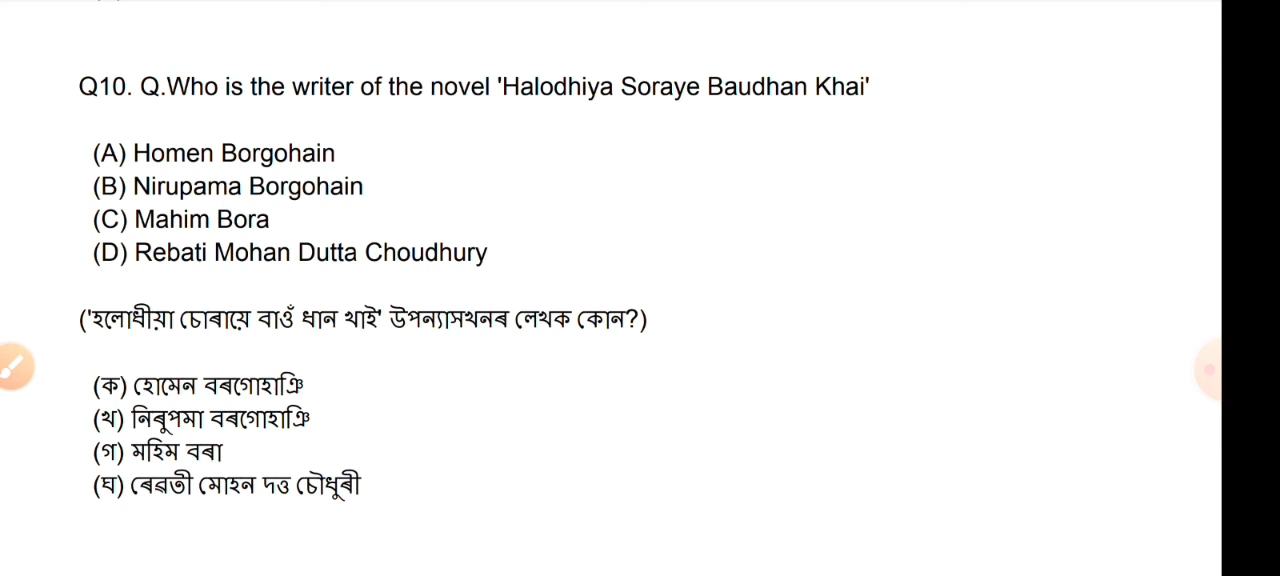 Q10. Q.Who is the writer of the novel 'Halodhiya Soraye Baudhan Khai'
(A) Homen Borgohain
(B) Nirupama Borgohain
(C) Mahim Bora
(D) Rebati Mohan Dutta Choudhury
('হলোধীয়া চোৰায়ে বাওঁ ধান খাই' উপন্যাসখনৰ লেখক কোন?)
(ক) হোমেন বৰগোহাঞি
(খ) নিৰুপমা বৰগোহাঞি
(গ) মহিম বৰা
(ঘ) ৰেৱতী মোহন দত্ত চৌধুৰী